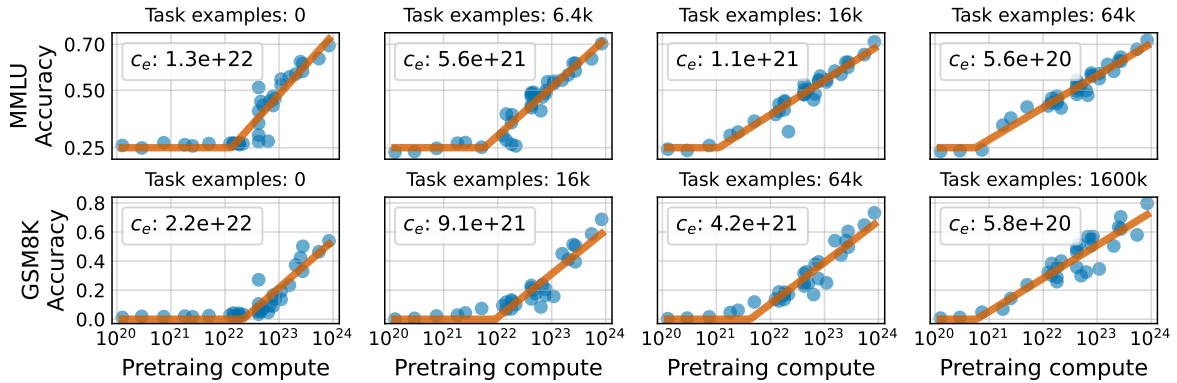 Task examples: 0
Task examples: 6.4k
Task examples: 16k
Task examples: 64k
MMLU
Accuracy
0.70
0.50
0.25
c_e: 1.3e+22
c_e: 5.6e+21
c_e: 1.1e+21
c_e: 5.6e+20
Task examples: 0
Task examples: 16k
Task examples: 64k
Task examples: 1600k
GSM8K
Accuracy
0.8
0.6
0.4
0.2
0.0
c_e: 2.2e+22
c_e: 9.1e+21
c_e: 4.2e+21
c_e: 5.8e+20
10^20 10^21 10^22 10^23 10^24
10^20 10^21 10^22 10^23 10^24
10^20 10^21 10^22 10^23 10^24
10^20 10^21 10^22 10^23 10^24
Pretraing compute
Pretraing compute
Pretraing compute
Pretraing compute